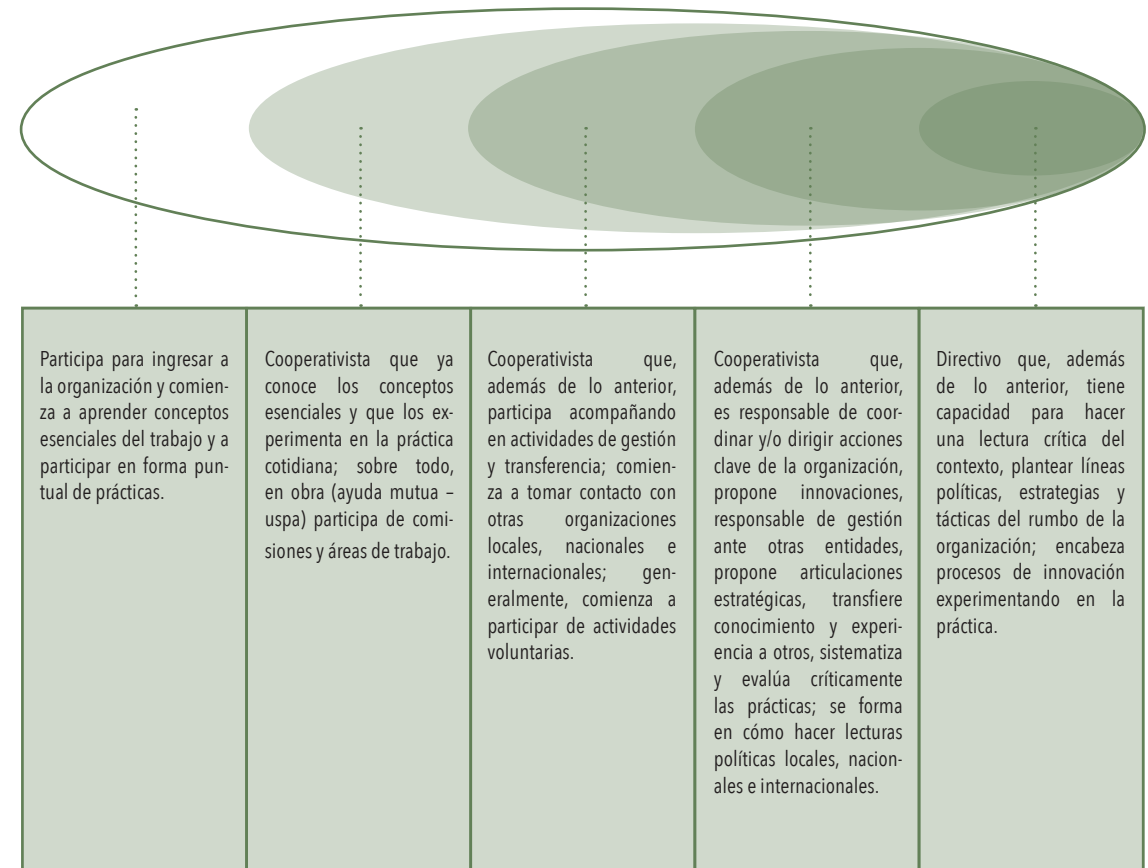 Participa para ingresar a
la organización y comien-
za a aprender conceptos
esenciales del trabajo y a
participar en forma pun-
tual de prácticas.
Cooperativista que ya
conoce los conceptos
esenciales y que los ex-
perimenta en la práctica
cotidiana; sobre todo,
en obra (ayuda mutua –
uspa) participa de comi-
siones y áreas de trabajo.
Cooperativista que,
además de lo anterior,
participa acompañando
en actividades de gestión
y transferencia; comien-
za a tomar contacto con
otras organizaciones
locales, nacionales e
internacionales; gen-
eralmente, comienza a
participar de actividades
voluntarias.
Cooperativista que,
además de lo anterior,
es responsable de coor-
dinar y/o dirigir acciones
clave de la organización,
propone innovaciones,
responsable de gestión
ante otras entidades,
propone articulaciones
estratégicas, transfiere
conocimiento y experi-
encia a otros, sistematiza
y evalúa críticamente
las prácticas; se forma
en cómo hacer lecturas
políticas locales, nacion-
ales e internacionales.
Directivo que, además
de lo anterior, tiene
capacidad para hacer
una lectura crítica del
contexto, plantear líneas
políticas, estrategias y
tácticas del rumbo de la
organización; encabeza
procesos de innovación
experimentando en la
práctica.